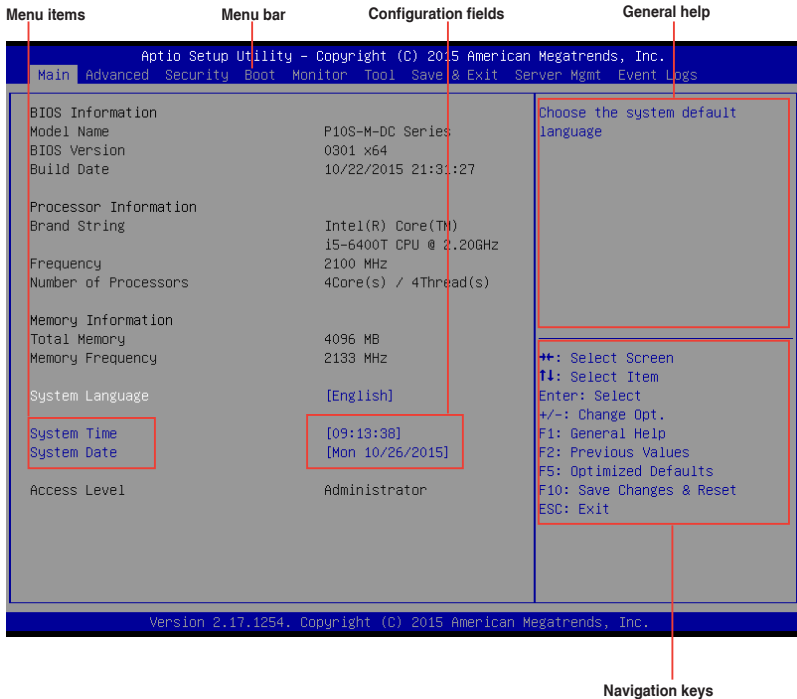 Menu items Menu bar Configuration fields General help
Aptio Setup Utility – Copyright (C) 2015 American Megatrends, Inc.
Main Advanced Security Boot Monitor Tool Save & Exit Server Mgmt Event Logs
BIOS Information
Model Name P10S-M-DC Series
BIOS Version 0301 x64
Build Date 10/22/2015 21:31:27
Processor Information
Brand String Intel(R) Core(TM)
i5-6400T CPU @ 2.20GHz
Frequency 2100 MHz
Number of Processors 4Core(s) / 4Thread(s)
Memory Information
Total Memory 4096 MB
Memory Frequency 2133 MHz
System Language [English]
System Time [09:13:38]
System Date [Mon 10/26/2015]
Access Level Administrator
Choose the system default
language
→←: Select Screen
↑↓: Select Item
Enter: Select
+/-: Change Opt.
F1: General Help
F2: Previous Values
F5: Optimized Defaults
F10: Save Changes & Reset
ESC: Exit
Version 2.17.1254. Copyright (C) 2015 American Megatrends, Inc.
Navigation keys